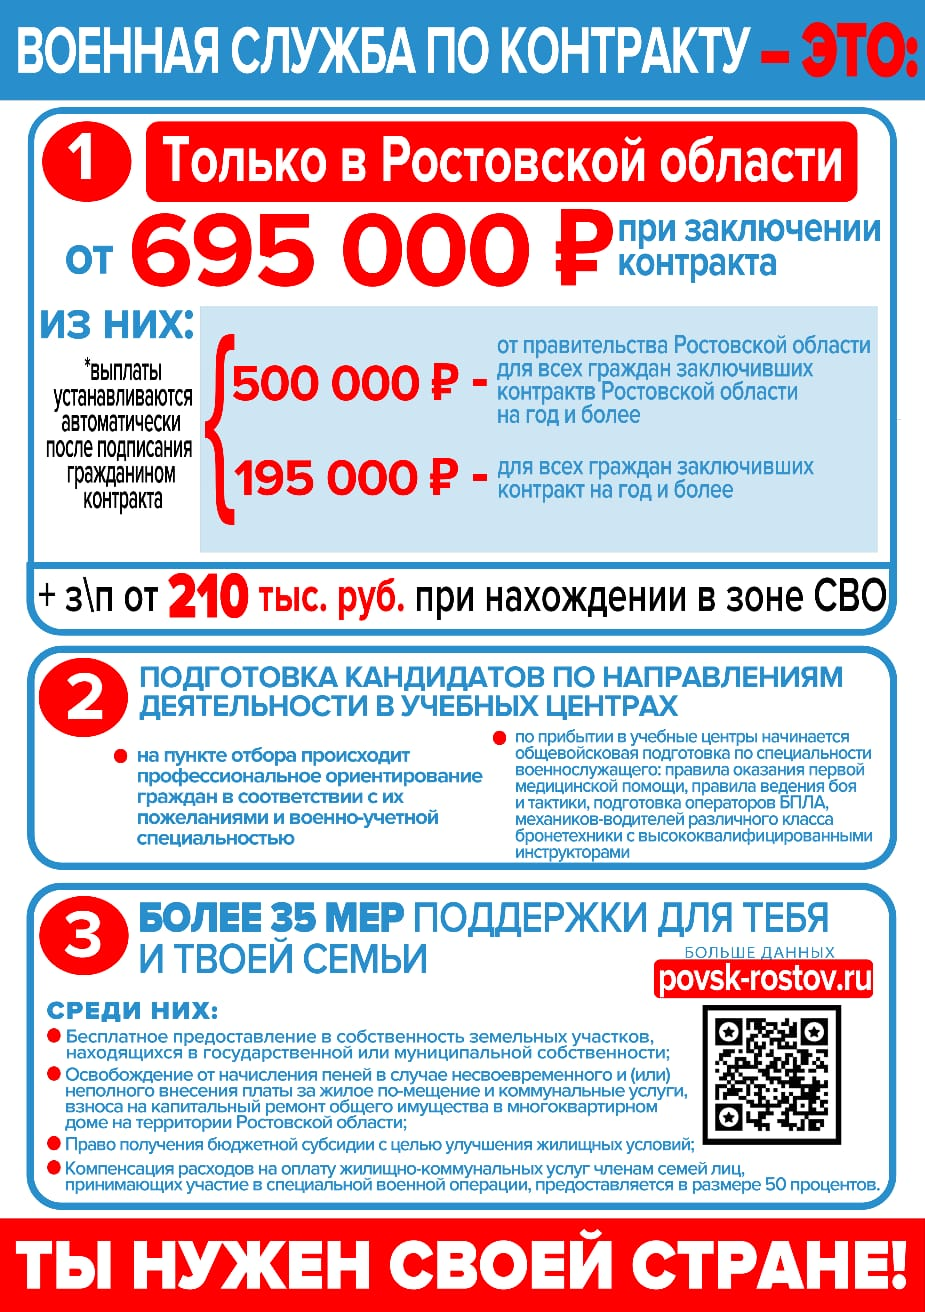 ВОЕННАЯ СЛУЖБА ПО КОНТРАКТУ – ЭТО:
1
Только в Ростовской области
от 695 000 ₽ при заключении
контракта
ИЗ НИХ:
*выплаты
устанавливаются
автоматически
после подписания
гражданином
контракта
500 000 ₽ -
от правительства Ростовской области
для всех граждан заключивших
контрактв Ростовской области
на год и более
195 000 ₽ -
для всех граждан заключивших
контракт на год и более
+ з\п от 210 тыс. руб. при нахождении в зоне СВО
2
ПОДГОТОВКА КАНДИДАТОВ ПО НАПРАВЛЕНИЯМ
ДЕЯТЕЛЬНОСТИ В УЧЕБНЫХ ЦЕНТРАХ
на пункте отбора происходит
профессиональное ориентирование
граждан в соответствии с их
пожеланиями и военно-учетной
специальностью
по прибытии в учебные центры начинается
общевойсковая подготовка по специальности
военнослужащего: правила оказания первой
медицинской помощи, правила ведения боя
и тактики, подготовка операторов БПЛА,
механиков-водителей различного класса
бронетехники с высококвалифицированными
инструкторами
3
БОЛЕЕ 35 МЕР ПОДДЕРЖКИ ДЛЯ ТЕБЯ
И ТВОЕЙ СЕМЬИ
БОЛЬШЕ ДАННЫХ
povsk-rostov.ru
СРЕДИ НИХ:
Бесплатное предоставление в собственность земельных участков,
находящихся в государственной или муниципальной собственности;
Освобождение от начисления пеней в случае несвоевременного и (или)
неполного внесения платы за жилое по-мещение и коммунальные услуги,
взноса на капитальный ремонт общего имущества в многоквартирном
доме на территории Ростовской области;
Право получения бюджетной субсидии с целью улучшения жилищных условий;
Компенсация расходов на оплату жилищно-коммунальных услуг членам семей лиц,
принимающих участие в специальной военной операции, предоставляется в размере 50 процентов.
ТЫ НУЖЕН СВОЕЙ СТРАНЕ!